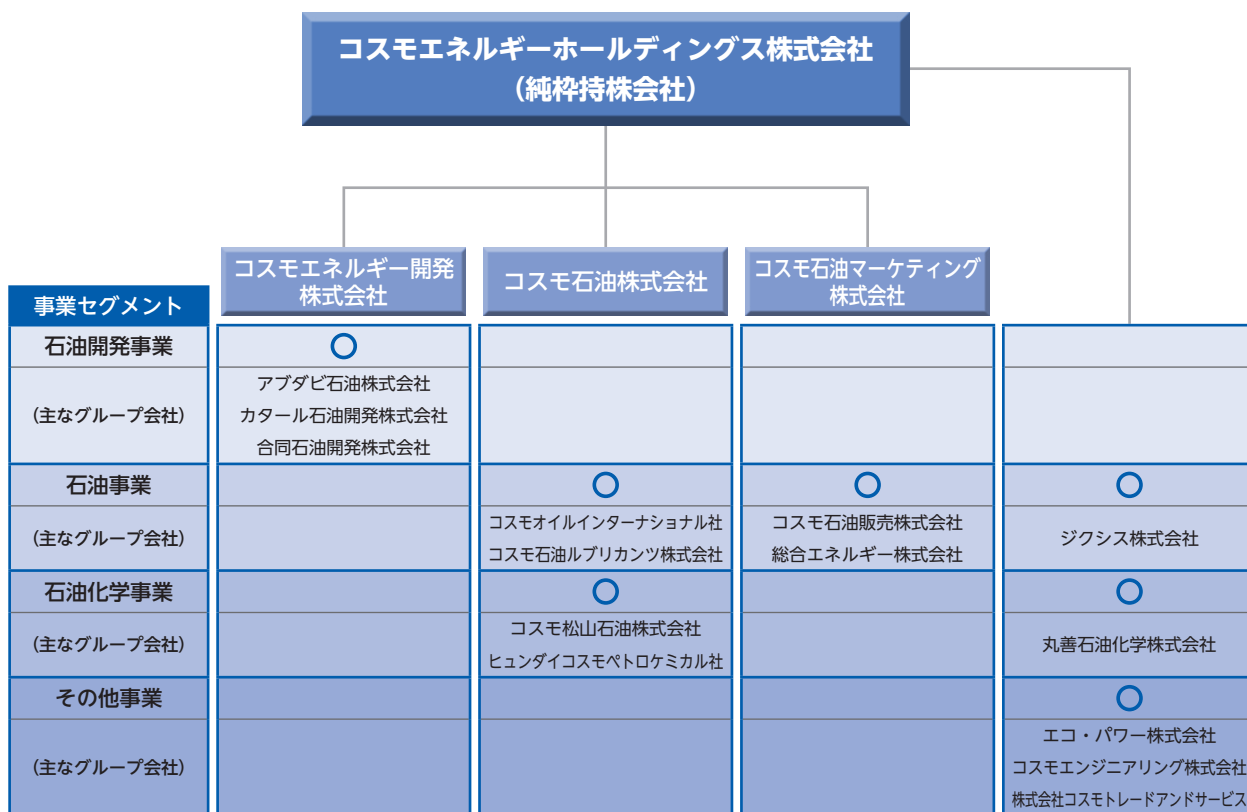 コスモエネルギーホールディングス株式会社
(純粋持株会社)
コスモエネルギー開発
株式会社
コスモ石油株式会社
コスモ石油マーケティング
株式会社
事業セグメント
石油開発事業
○
(主なグループ会社)
アブダビ石油株式会社
カタール石油開発株式会社
合同石油開発株式会社
石油事業
○
○
○
(主なグループ会社)
コスモオイルインターナショナル社
コスモ石油ルブリカンツ株式会社
コスモ石油販売株式会社
総合エネルギー株式会社
ジクシス株式会社
石油化学事業
○
○
(主なグループ会社)
コスモ松山石油株式会社
ヒュンダイコスモペトロケミカル社
丸善石油化学株式会社
その他事業
○
(主なグループ会社)
エコ・パワー株式会社
コスモエンジニアリング株式会社
株式会社コスモトレードアンドサービス